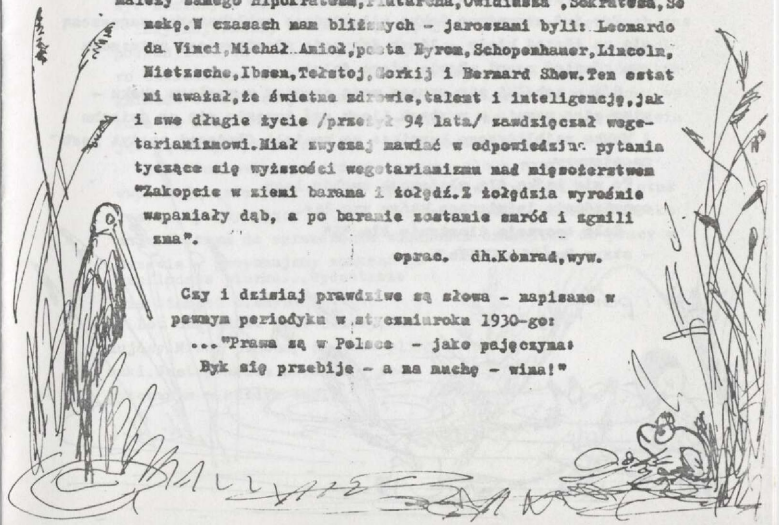 należy samego Hipokratesa,Plutarcha,Owidiusza ,Sokratesa,Se
nekę.W czasach nam bliższych - jaroszami byli: Leonardo
da Vinci,Michał Anioł,poeta Byron,Schopenhauer,Lincoln,
Nietzsche,Ibsen,Tołstoj,Gorkij i Bernard Shew.Ten ostat
ni uważał,że świetne zdrowie,talent i inteligencję,jak
i swe długie życie /przeżył 94 lata/ zawdzięcza wege-
tarianizmowi.Miał zwyczaj mawiać w odpowiedzi na pytania
tyczące się wyższości wegetarianizmu nad mięsożerstwem
"Zakopcie w ziemi barana i żołędź.Z żołędzia wyrośnie
wspaniały dąb, a po baranie zostanie smród i zgnili
zna".
oprac. dh.Konrad,wyw.
Czy i dzisiaj prawdziwe są słowa - napisane w
pewnym periodyku w styczniuroku 1930-go:
..."Prawa są w Polsce - jako pajęczyna:
Byk się przebije - a na muchę - wina!"